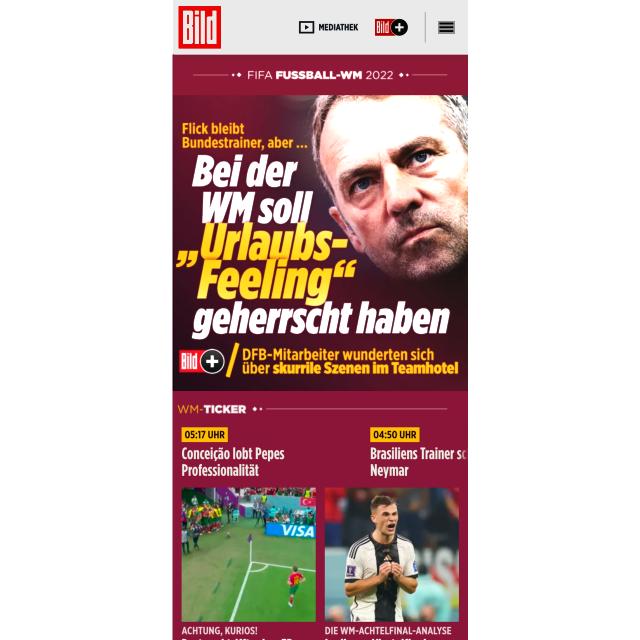 Bild
MEDIATHEK
Bild +
FIFA FUSSBALL-WM 2022
Flick bleibt
Bundestrainer, aber ...
Bei der
WM soll
„Urlaubs-
Feeling“
geherrscht haben
Bild +
DFB-Mitarbeiter wunderten sich
über skurrile Szenen im Teamhotel
WM-TICKER
05:17 UHR
Conceição lobt Pepes
Professionalität
04:50 UHR
Brasiliens Trainer
Neymar
VISA
ACHTUNG, KURIOS!
DIE WM-ACHTELFINAL-ANALYSE